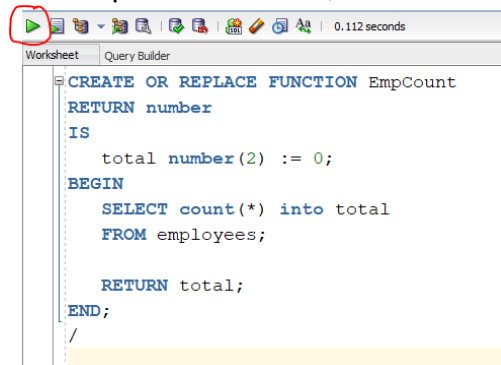 0.112 seconds
Worksheet Query Builder
CREATE OR REPLACE FUNCTION EmpCount
RETURN number
IS
total number(2) := 0;
BEGIN
SELECT count(*) into total
FROM employees;
RETURN total;
END;
/